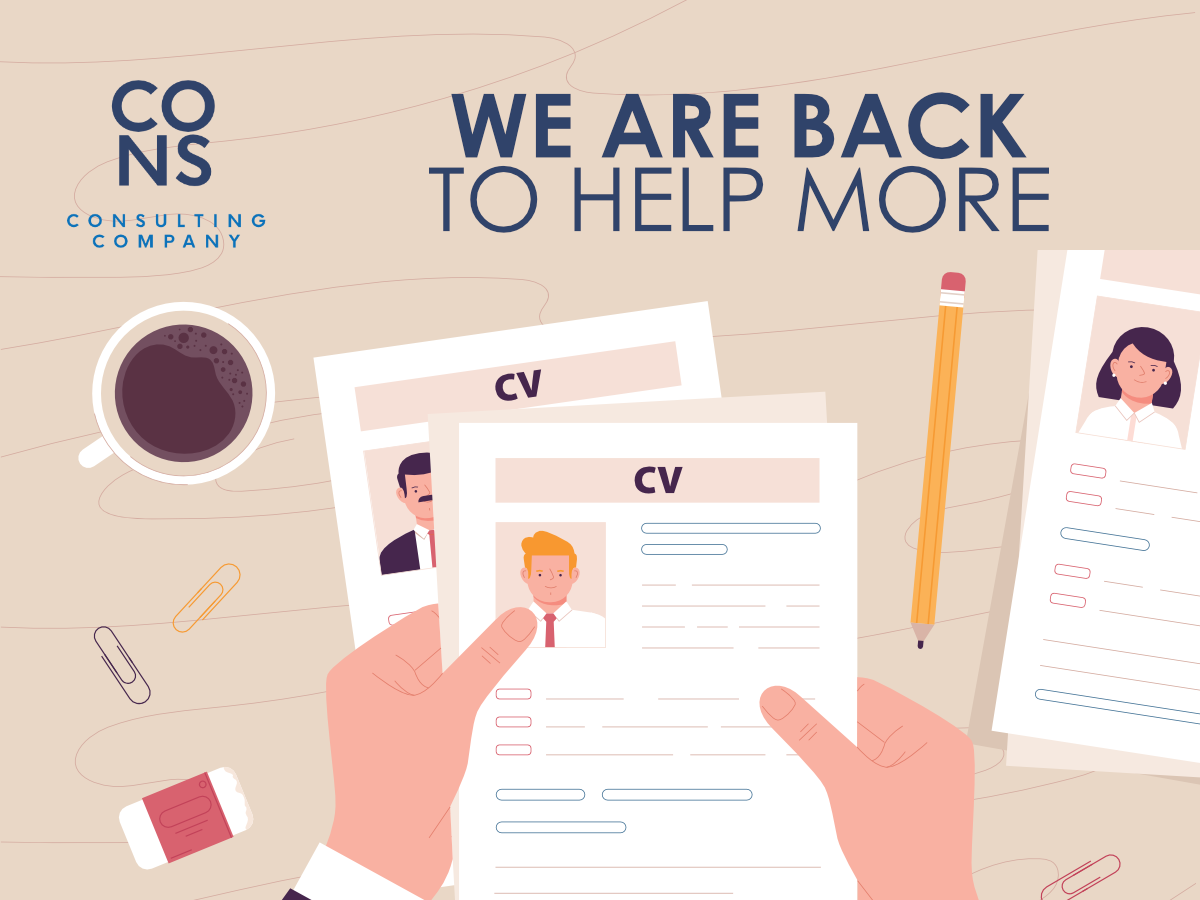 CO
NS
CONSULTING
COMPANY
WE ARE BACK
TO HELP MORE
CV
CV